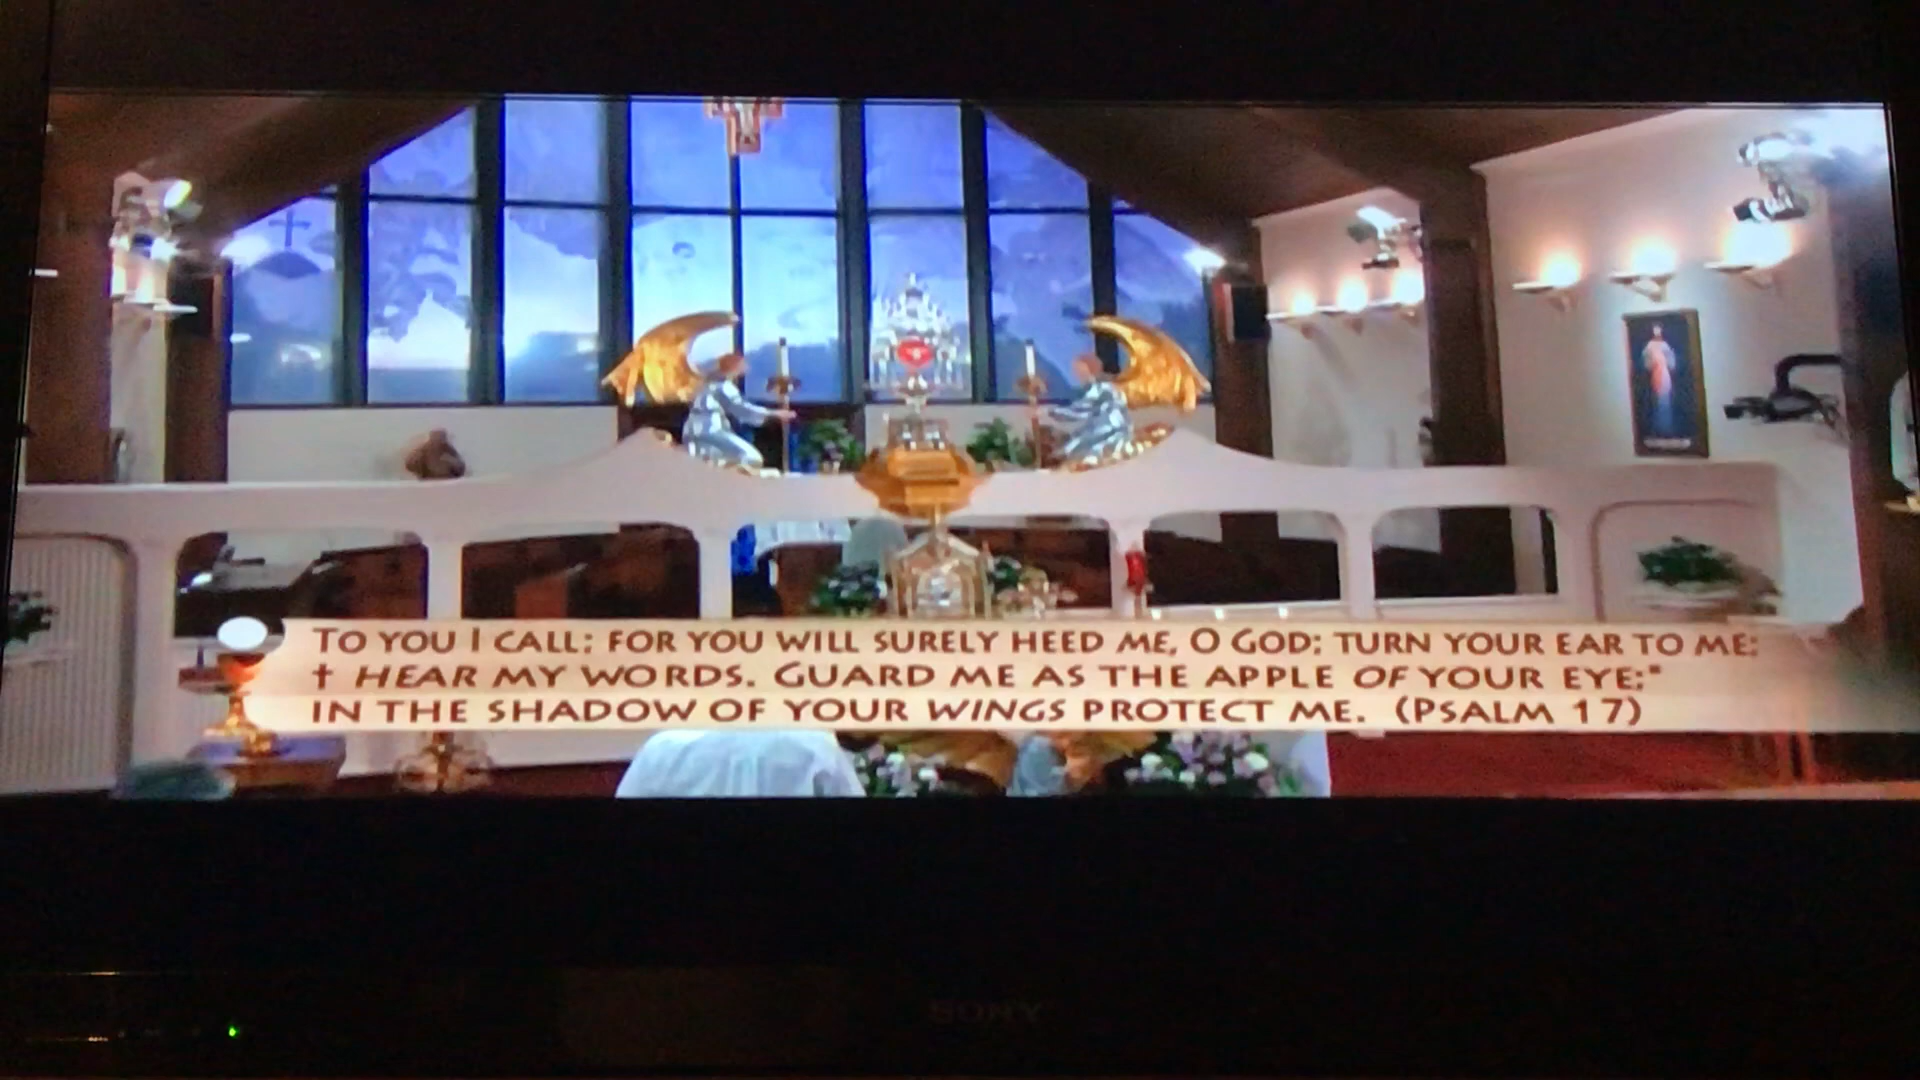 TO YOU I CALL; FOR YOU WILL SURELY HEED ME, O GOD; TURN YOUR EAR TO ME;
† HEAR MY WORDS. GUARD ME AS THE APPLE OF YOUR EYE;*
IN THE SHADOW OF YOUR WINGS PROTECT ME. (PSALM 17)
SONY